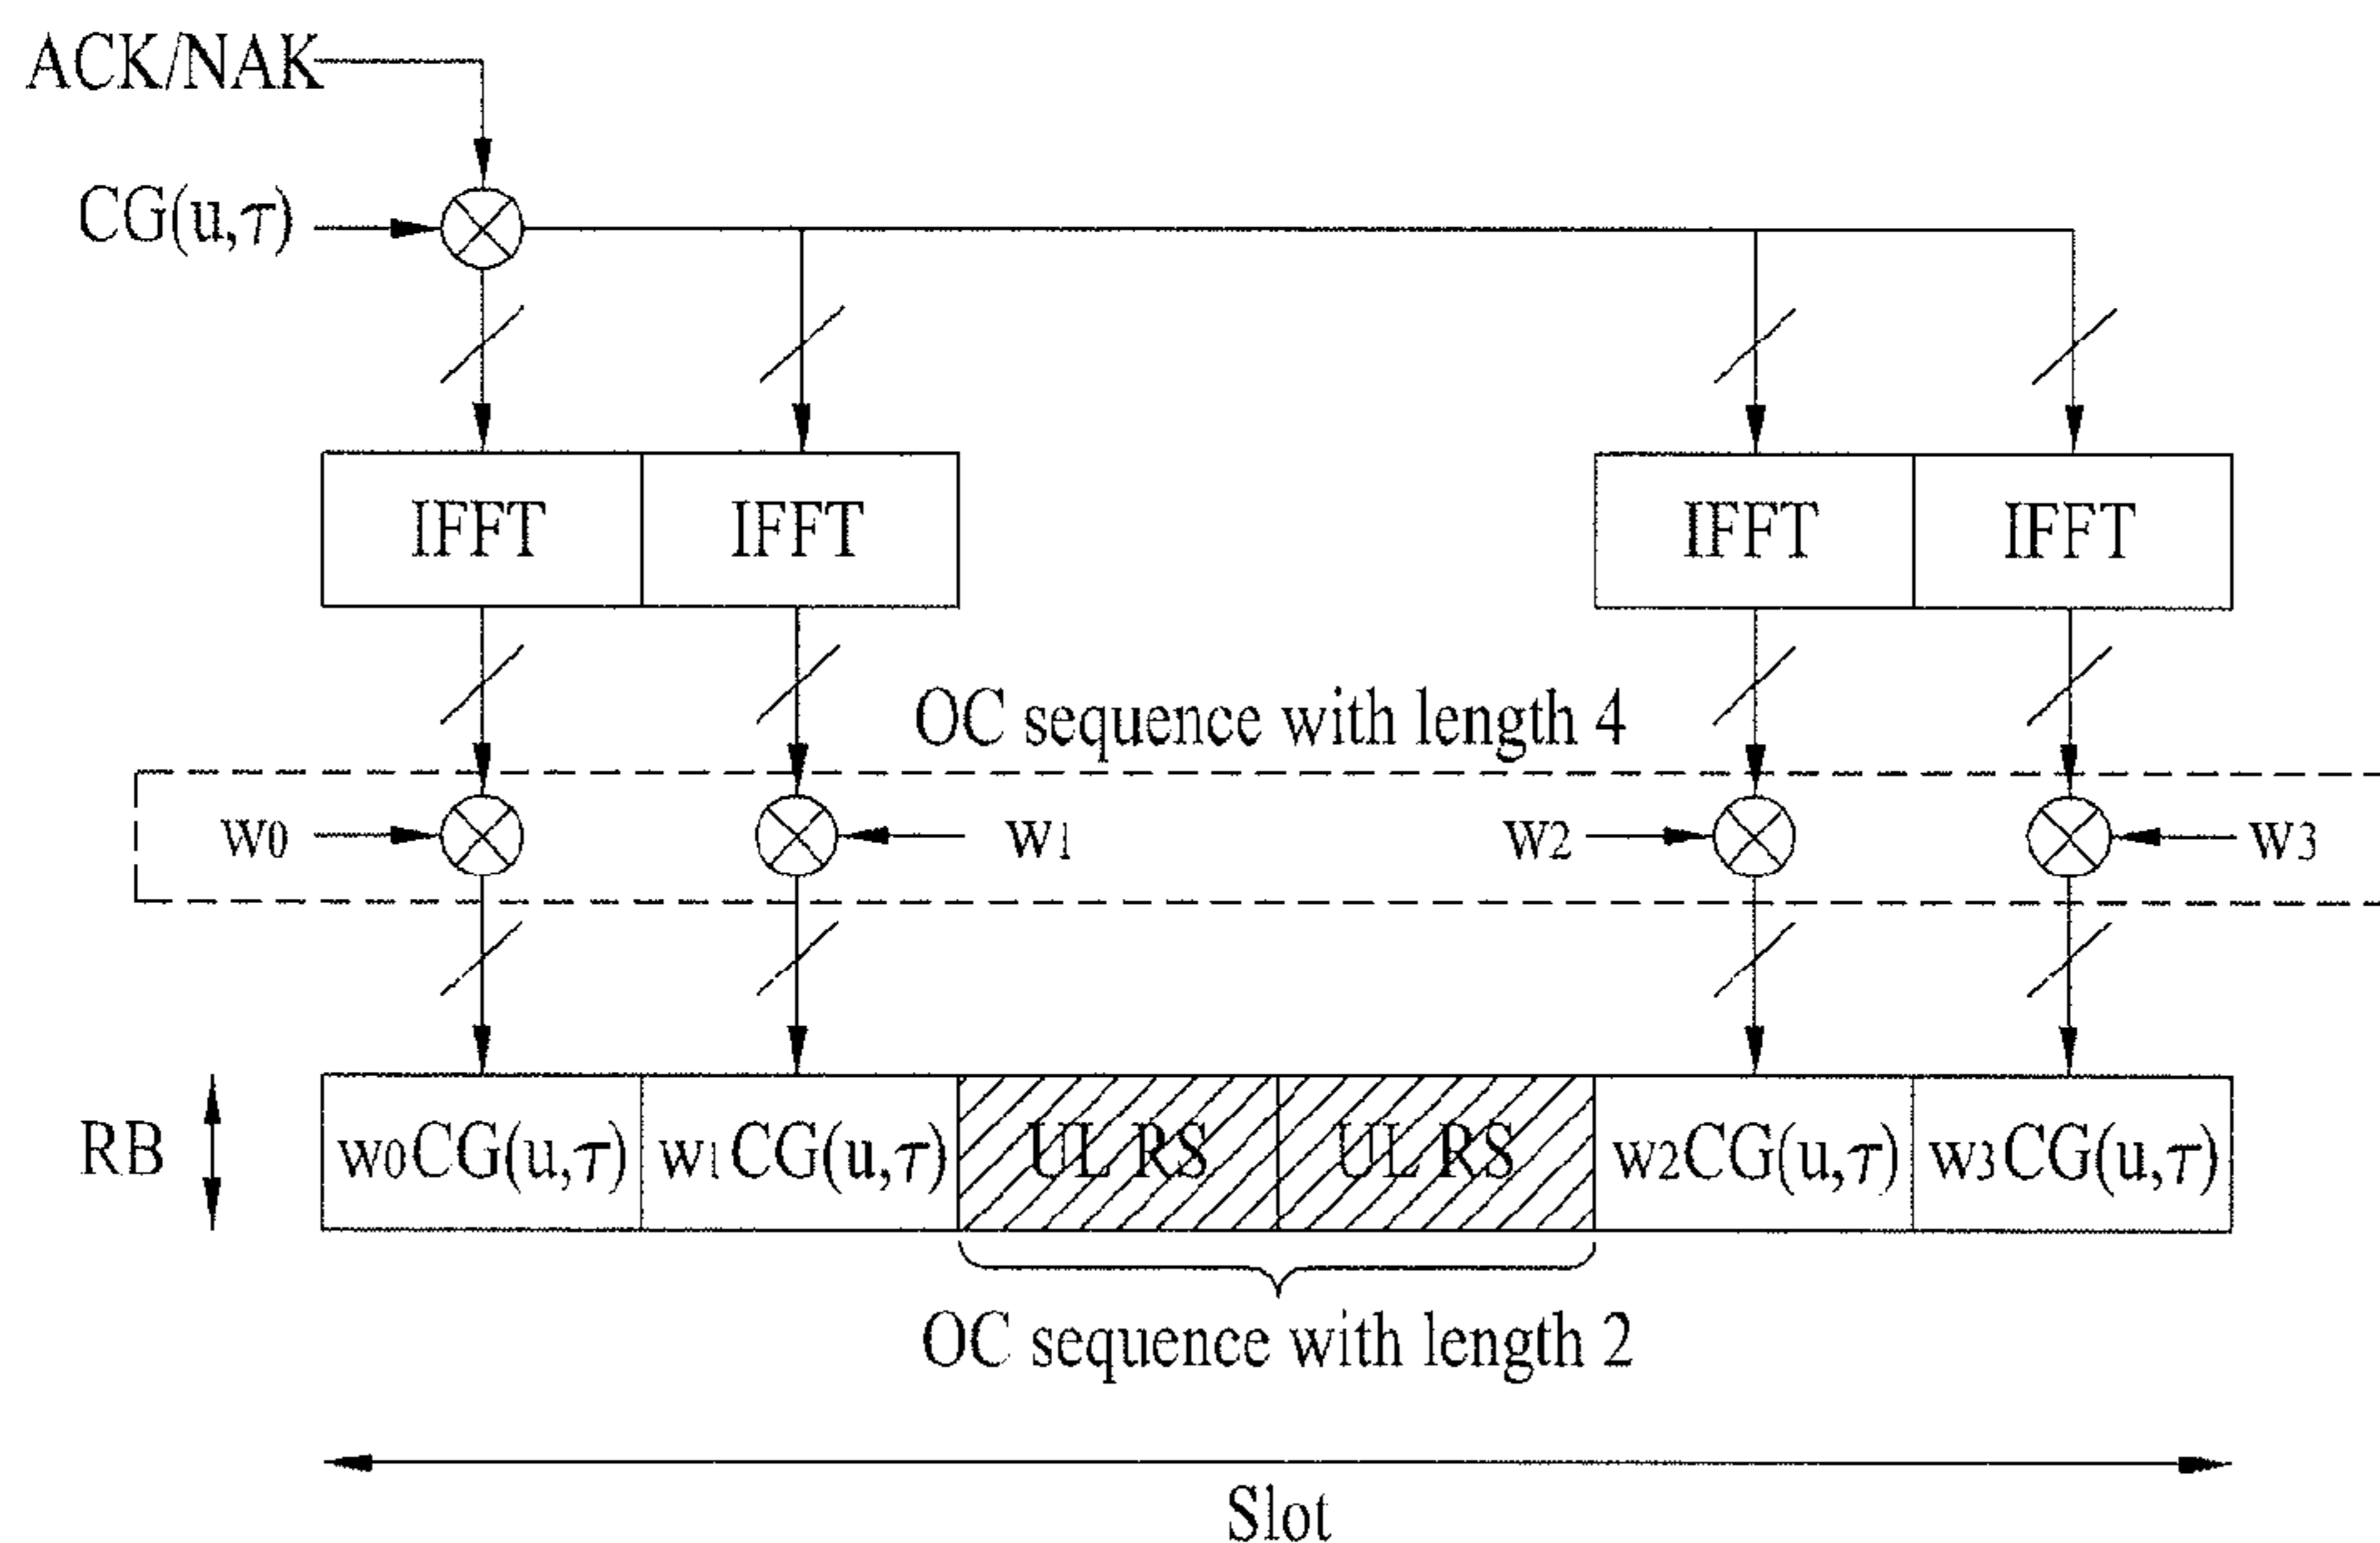 ACK/NAK
CG(u,τ)
IFFT IFFT IFFT IFFT
OC sequence with length 4
w0 w1 w2 w3
RB w0CG(u,τ) w1CG(u,τ) UL RS UL RS w2CG(u,τ) w3CG(u,τ)
OC sequence with length 2
Slot